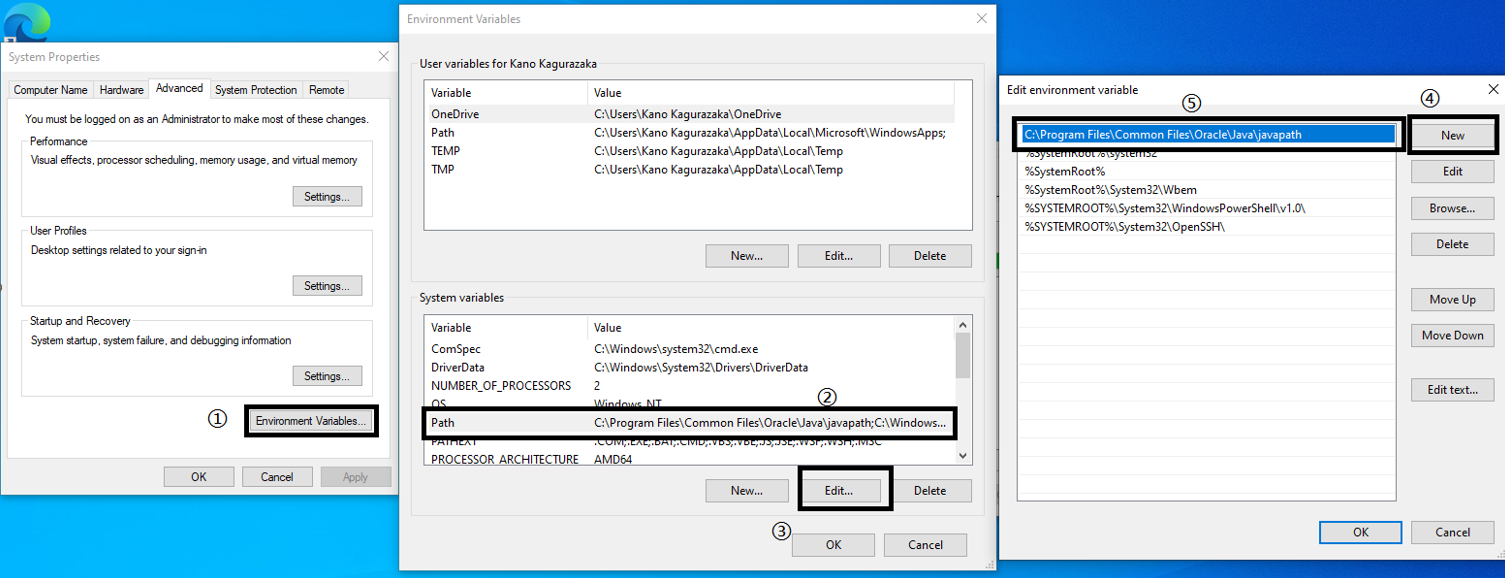 System Properties
Computer Name Hardware Advanced System Protection Remote
You must be logged on as an Administrator to make most of these changes.
Performance
Visual effects, processor scheduling, memory usage, and virtual memory
Settings...
User Profiles
Desktop settings related to your sign-in
Settings...
Startup and Recovery
System startup, system failure, and debugging information
Settings...
① Environment Variables...
OK Cancel Apply
Environment Variables
User variables for Kano Kagurazaka
Variable Value
OneDrive C:\Users\Kano Kagurazaka\OneDrive
Path C:\Users\Kano Kagurazaka\AppData\Local\Microsoft\WindowsApps;
TEMP C:\Users\Kano Kagurazaka\AppData\Local\Temp
TMP C:\Users\Kano Kagurazaka\AppData\Local\Temp
New... Edit... Delete
System variables
Variable Value
ComSpec C:\Windows\system32\cmd.exe
DriverData C:\Windows\System32\Drivers\DriverData
NUMBER_OF_PROCESSORS 2
②
OS Windows_NT
Path C:\Program Files\Common Files\Oracle\Java\javapath;C:\Windows...
PATHEXT .COM;.EXE;.BAT;.CMD;.VBS;.VBE;.JS;.JSE;.WSF;.WSH;.MSC
PROCESSOR_ARCHITECTURE AMD64
New... Edit... Delete
③
OK Cancel
Edit environment variable
⑤ ④
C:\Program Files\Common Files\Oracle\Java\javapath
%SystemRoot%\system32
%SystemRoot%
%SystemRoot%\System32\Wbem
%SYSTEMROOT%\System32\WindowsPowerShell\v1.0\
%SYSTEMROOT%\System32\OpenSSH\
New
Edit
Browse...
Delete
Move Up
Move Down
Edit text...
OK Cancel